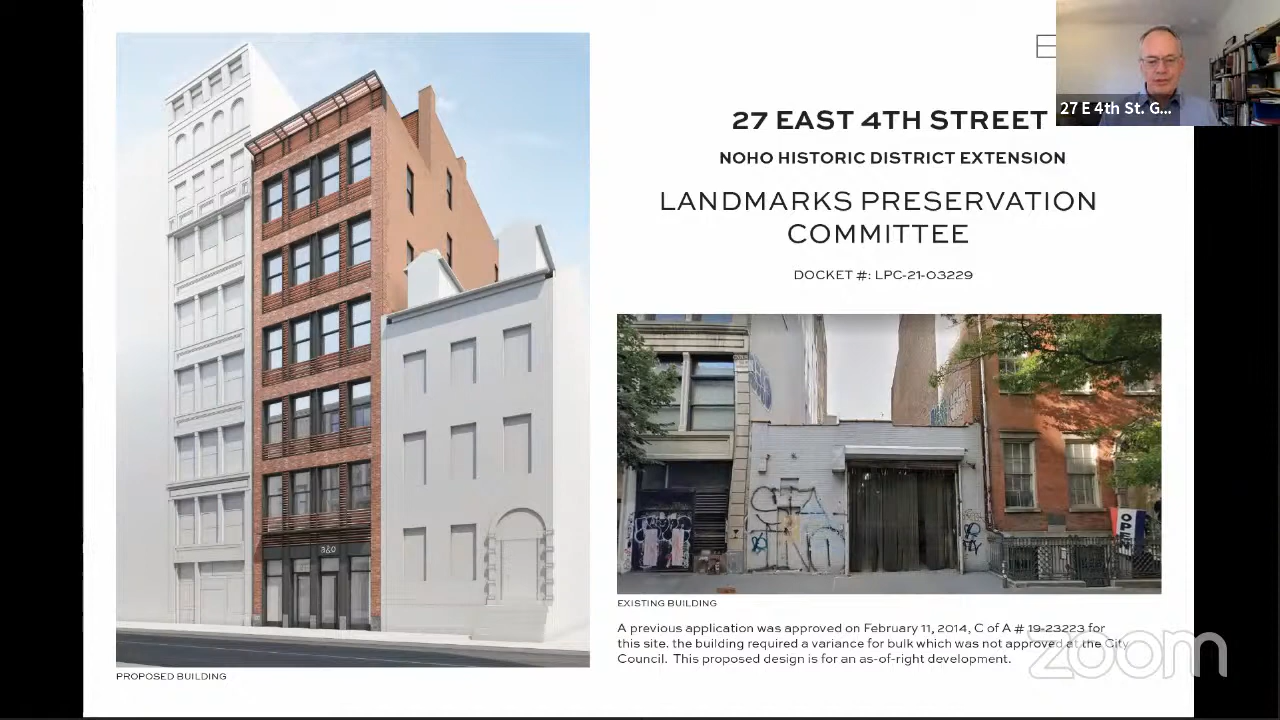 27 EAST 4TH STREET
NOHO HISTORIC DISTRICT EXTENSION
LANDMARKS PRESERVATION
COMMITTEE
DOCKET #: LPC-21-03229
27 E 4th St. G...
OPEN
EXISTING BUILDING
A previous application was approved on February 11, 2014, C of A # 19-23223 for
this site. the building required a variance for bulk which was not approved at the City
Council. This proposed design is for an as-of-right development.
PROPOSED BUILDING
zoom